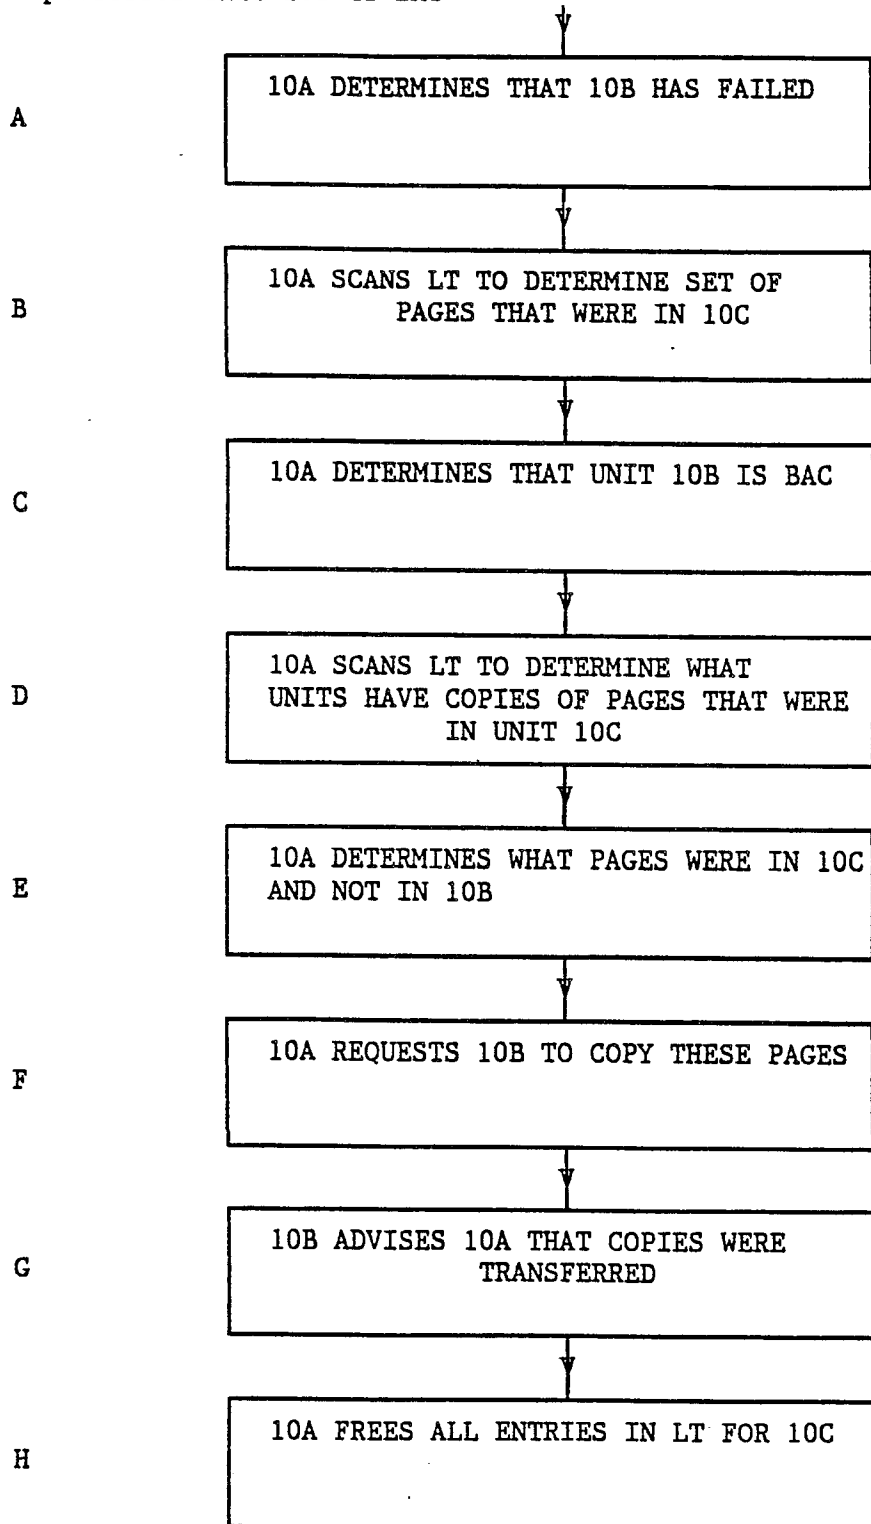 A
10A DETERMINES THAT 10B HAS FAILED
B
10A SCANS LT TO DETERMINE SET OF
PAGES THAT WERE IN 10C
C
10A DETERMINES THAT UNIT 10B IS BAC
D
10A SCANS LT TO DETERMINE WHAT
UNITS HAVE COPIES OF PAGES THAT WERE
IN UNIT 10C
E
10A DETERMINES WHAT PAGES WERE IN 10C
AND NOT IN 10B
F
10A REQUESTS 10B TO COPY THESE PAGES
G
10B ADVISES 10A THAT COPIES WERE
TRANSFERRED
H
10A FREES ALL ENTRIES IN LT FOR 10C